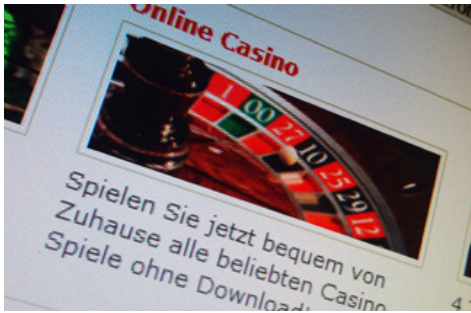 Online Casino
1 00 27 10 25 29 12
Spielen Sie jetzt bequem von
Zuhause alle beliebten Casino
Spiele ohne Download!
4